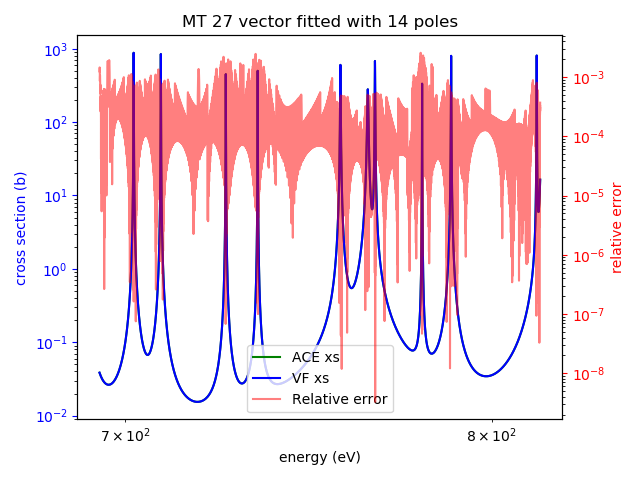 MT 27 vector fitted with 14 poles
10³
10²
10¹
10⁰
10⁻¹
10⁻²
cross section (b)
10⁻³
10⁻⁴
10⁻⁵
10⁻⁶
10⁻⁷
10⁻⁸
relative error
ACE xs
VF xs
Relative error
7 × 10²
8 × 10²
energy (eV)